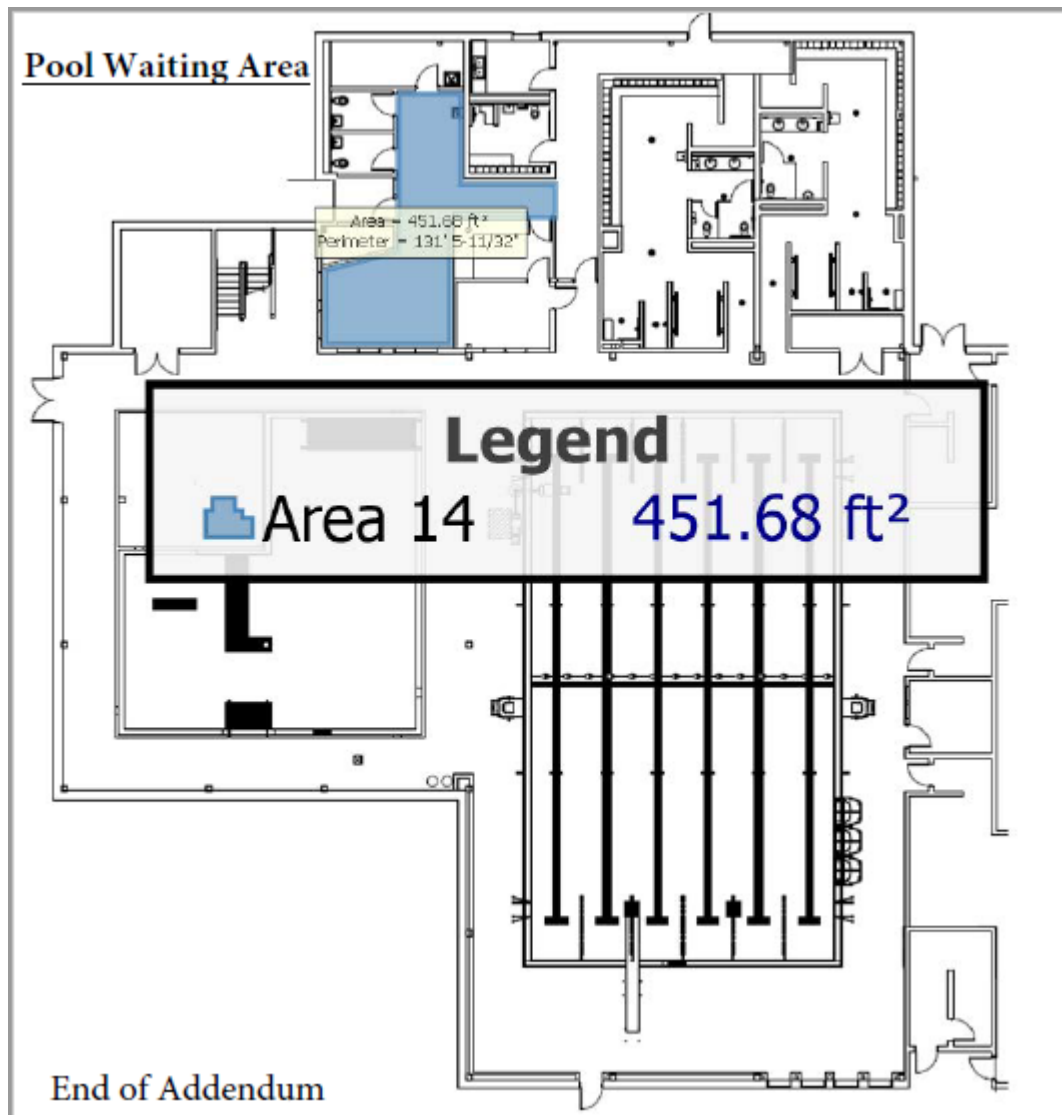 Pool Waiting Area
Area = 451.68 ft²
Perimeter = 131' 5-11/32"
Legend
Area 14 451.68 ft²
End of Addendum